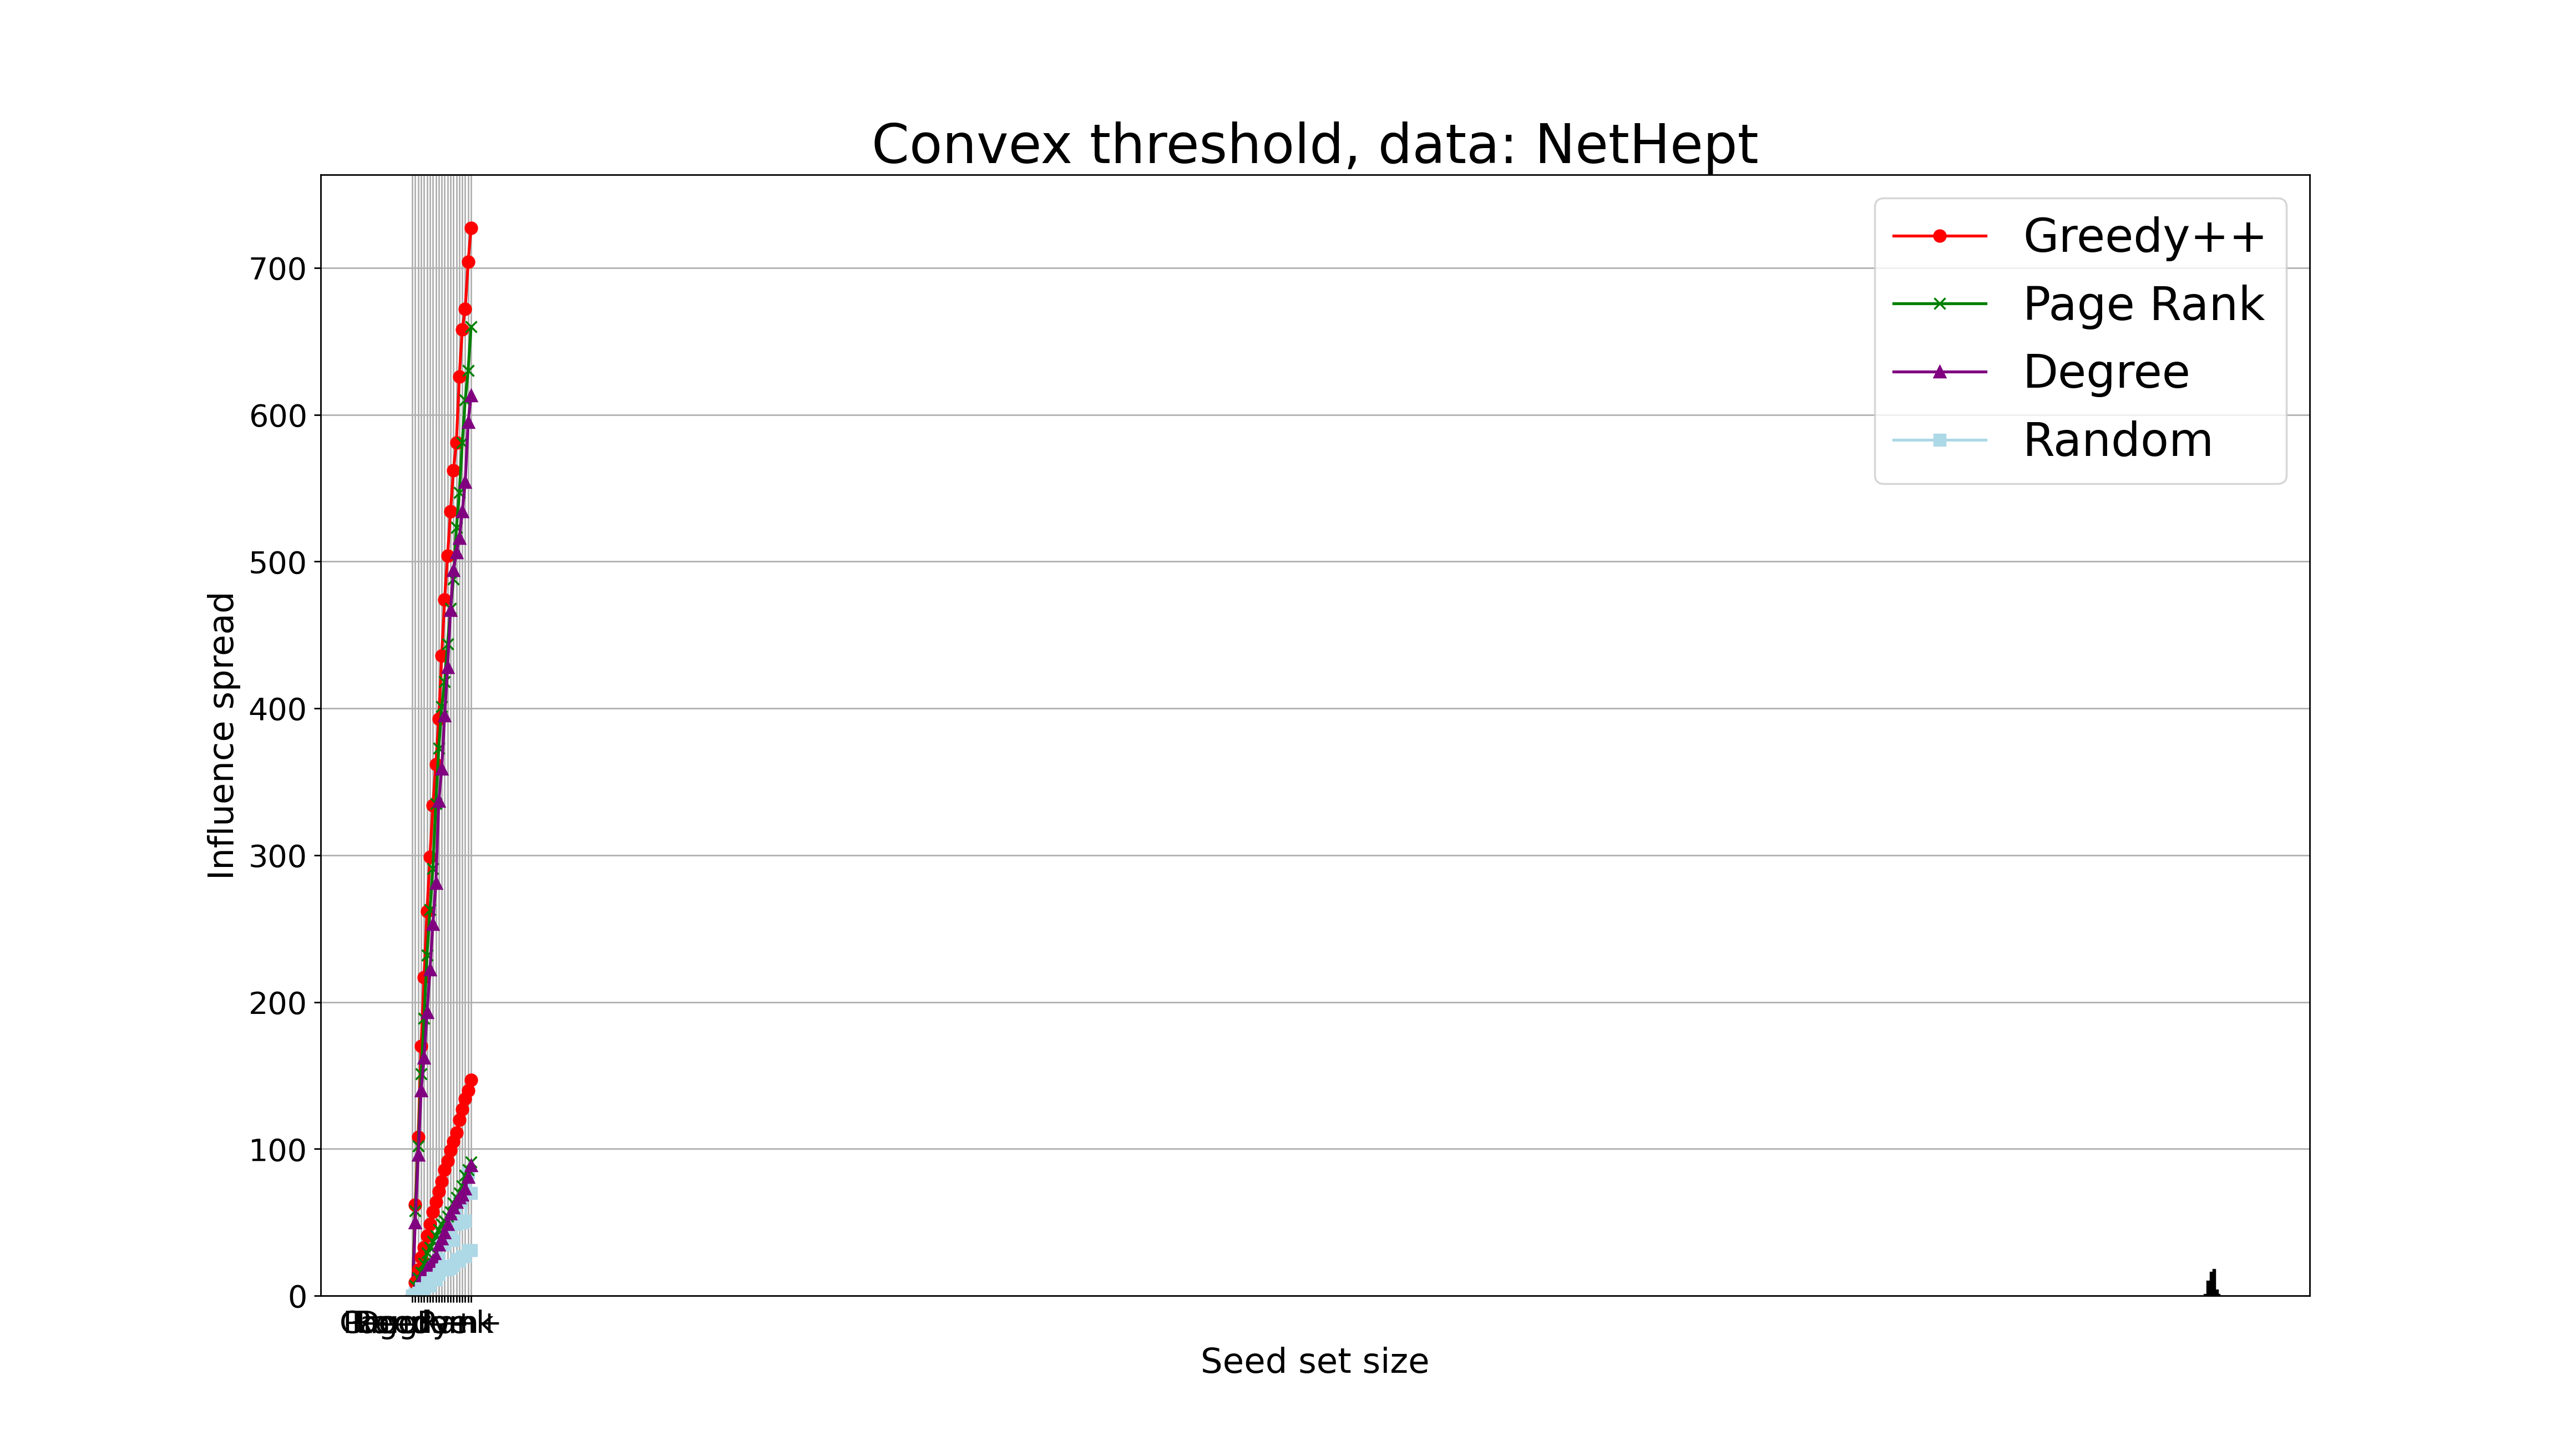 Convex threshold, data: NetHept
Greedy++
Page Rank
Degree
Random
700
600
500
400
300
200
100
0
Influence spread
Seed set size